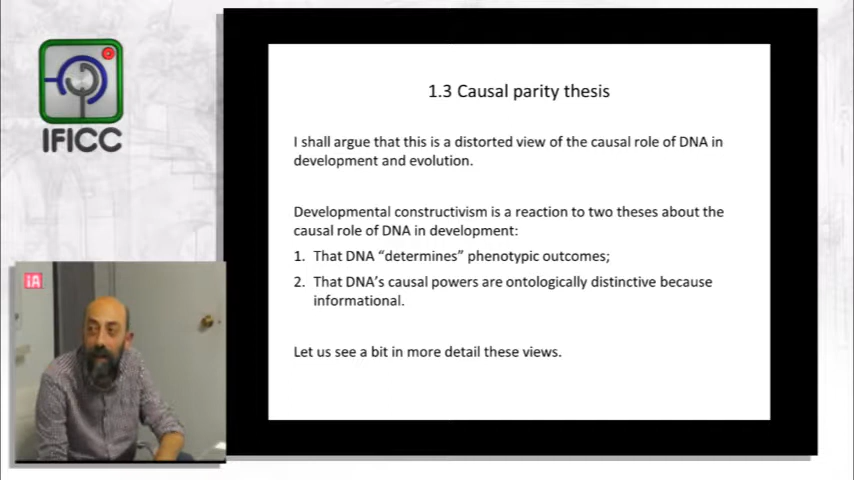 IFICC
iA
1.3 Causal parity thesis
I shall argue that this is a distorted view of the causal role of DNA in
development and evolution.
Developmental constructivism is a reaction to two theses about the
causal role of DNA in development:
1. That DNA “determines” phenotypic outcomes;
2. That DNA’s causal powers are ontologically distinctive because
informational.
Let us see a bit in more detail these views.